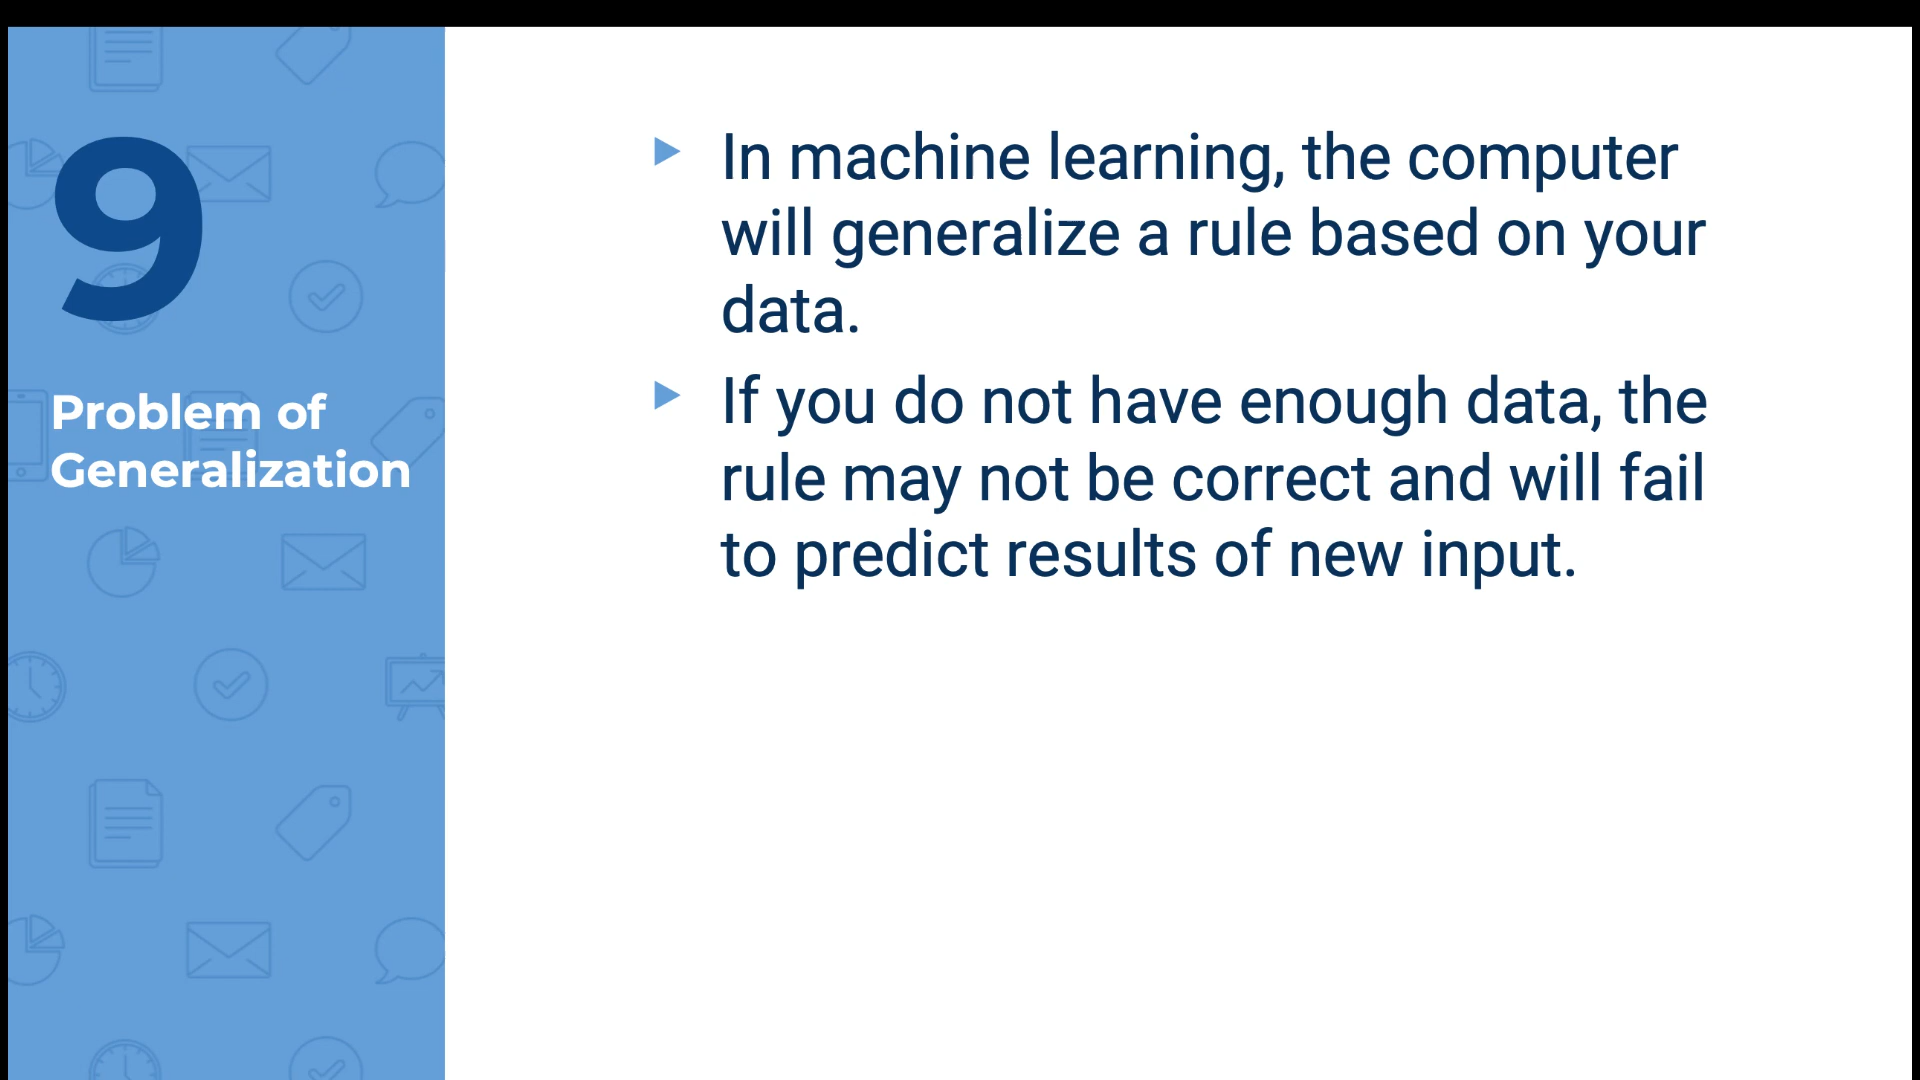 9
Problem of
Generalization
In machine learning, the computer
will generalize a rule based on your
data.
If you do not have enough data, the
rule may not be correct and will fail
to predict results of new input.